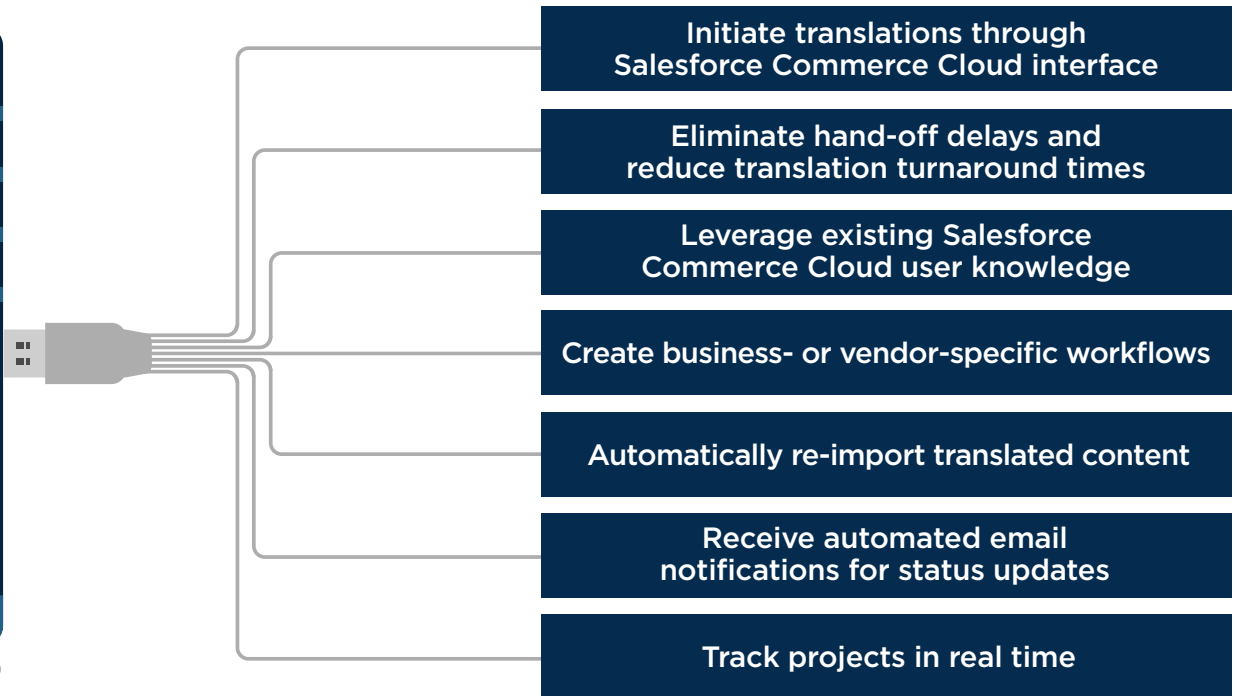 Initiate translations through
Salesforce Commerce Cloud interface
Eliminate hand-off delays and
reduce translation turnaround times
Leverage existing Salesforce
Commerce Cloud user knowledge
Create business- or vendor-specific workflows
Automatically re-import translated content
Receive automated email
notifications for status updates
Track projects in real time